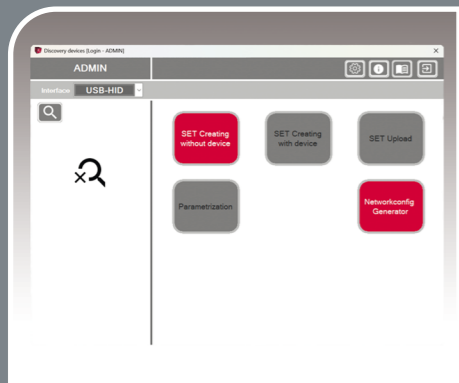 Discovery devices [Login - ADMIN]
ADMIN
Interface USB-HID
SET Creating
without device
SET Creating
with device
SET Upload
Parametrization
Networkconfig
Generator